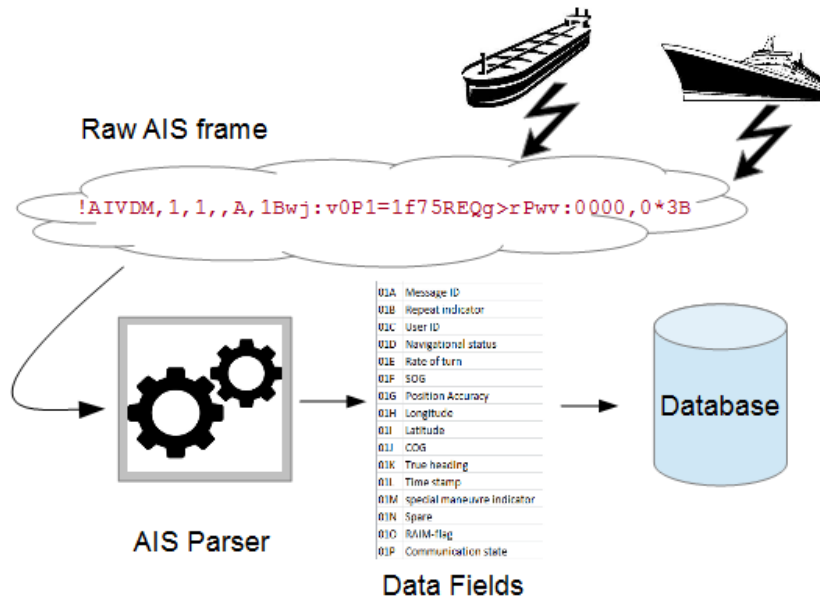 Raw AIS frame
!AIVDM,1,1,,A,1Bwj:v0P1=1f75REQg>rPwv:0000,0*3B
01A Message ID
01B Repeat indicator
01C User ID
01D Navigational status
01E Rate of turn
01F SOG
01G Position Accuracy
01H Longitude
01I Latitude
01J COG
01K True heading
01L Time stamp
01M special maneuvre indicator
01N Spare
01O RAIM-flag
01P Communication state
Database
AIS Parser
Data Fields